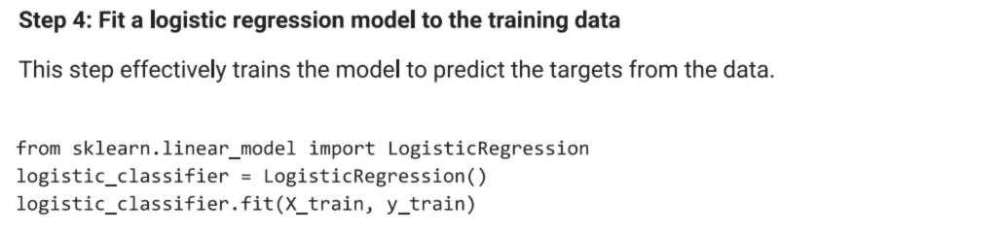 Step 4: Fit a logistic regression model to the training data
This step effectively trains the model to predict the targets from the data.
from sklearn.linear_model import LogisticRegression
logistic_classifier = LogisticRegression()
logistic_classifier.fit(X_train, y_train)